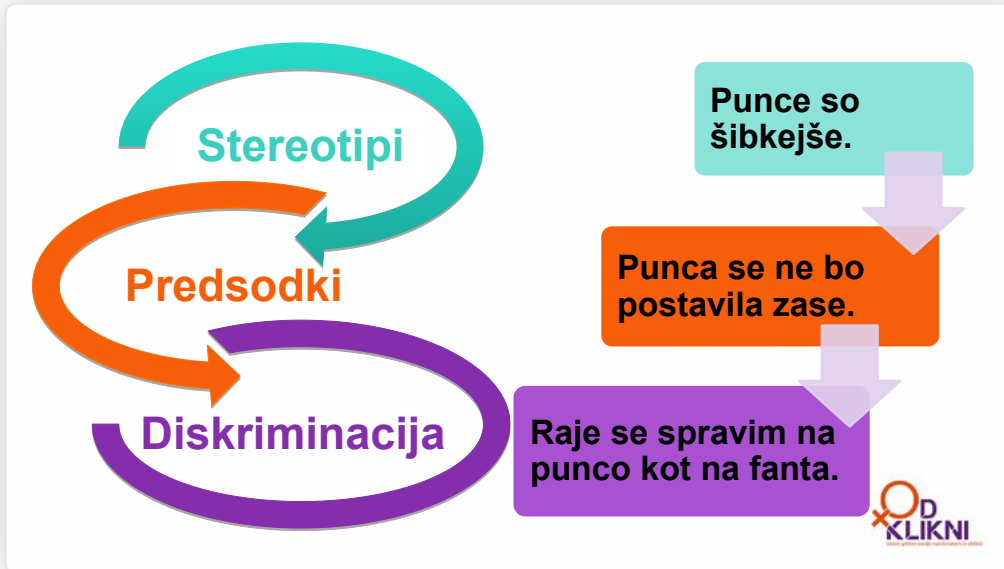 Stereotipi
Predsodki
Diskriminacija
Punce so
šibkejše.
Punca se ne bo
postavila zase.
Raje se spravim na
punco kot na fanta.
OD
KLIKNI